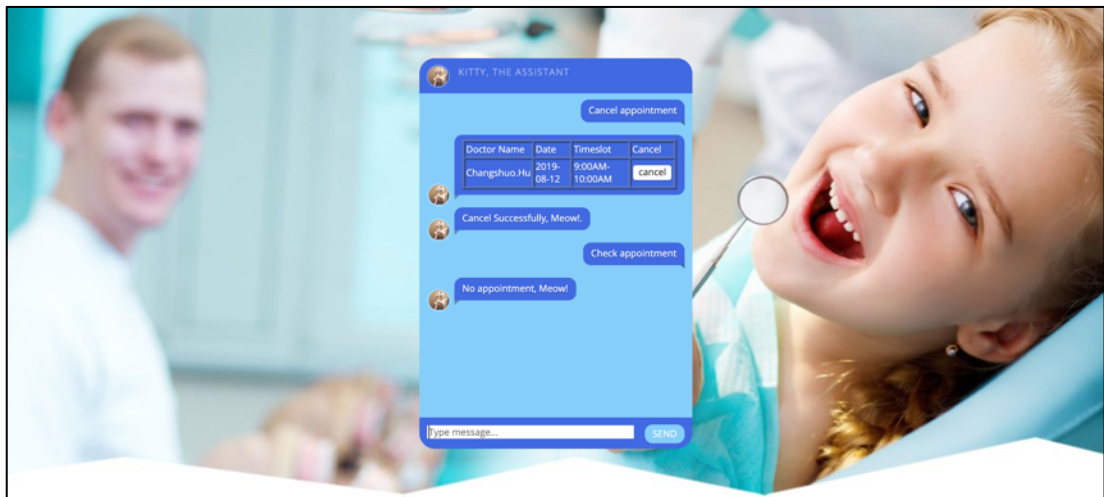 KITTY, THE ASSISTANT
Cancel appointment
Doctor Name Date Timeslot Cancel
Changshuo.Hu 2019-08-12 9:00AM-10:00AM cancel
Cancel Successfully, Meow!.
Check appointment
No appointment, Meow!
Type message... SEND